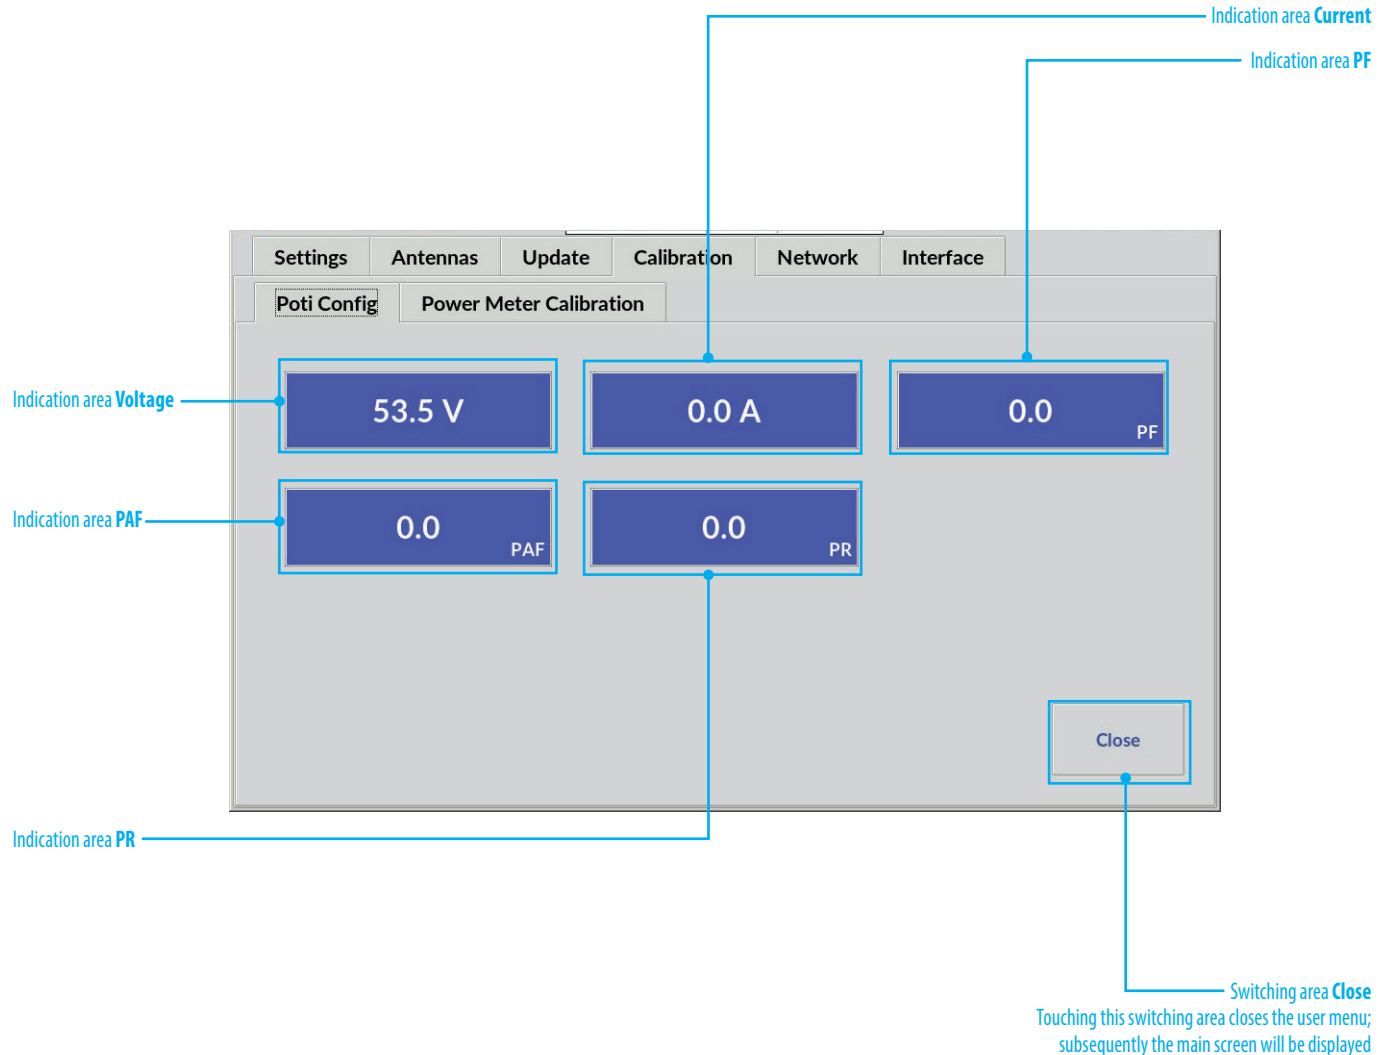 Indication area Current
Indication area PF
Settings Antennas Update Calibration Network Interface
Poti Config Power Meter Calibration
Indication area Voltage
53.5 V
0.0 A
0.0
PF
Indication area PAF
0.0
PAF
0.0
PR
Close
Indication area PR
Switching area Close
Touching this switching area closes the user menu;
subsequently the main screen will be displayed